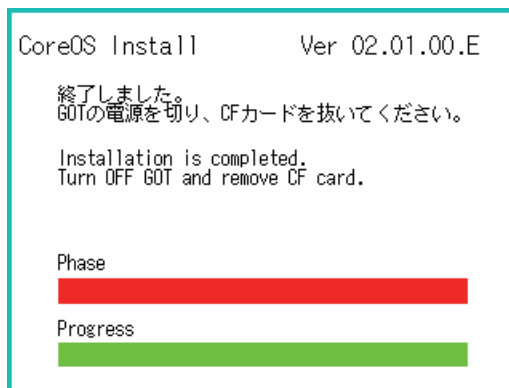 CoreOS Install Ver 02.01.00.E
終了しました。
GOTの電源を切り、CFカードを抜いてください。
Installation is completed.
Turn OFF GOT and remove CF card.
Phase
Progress